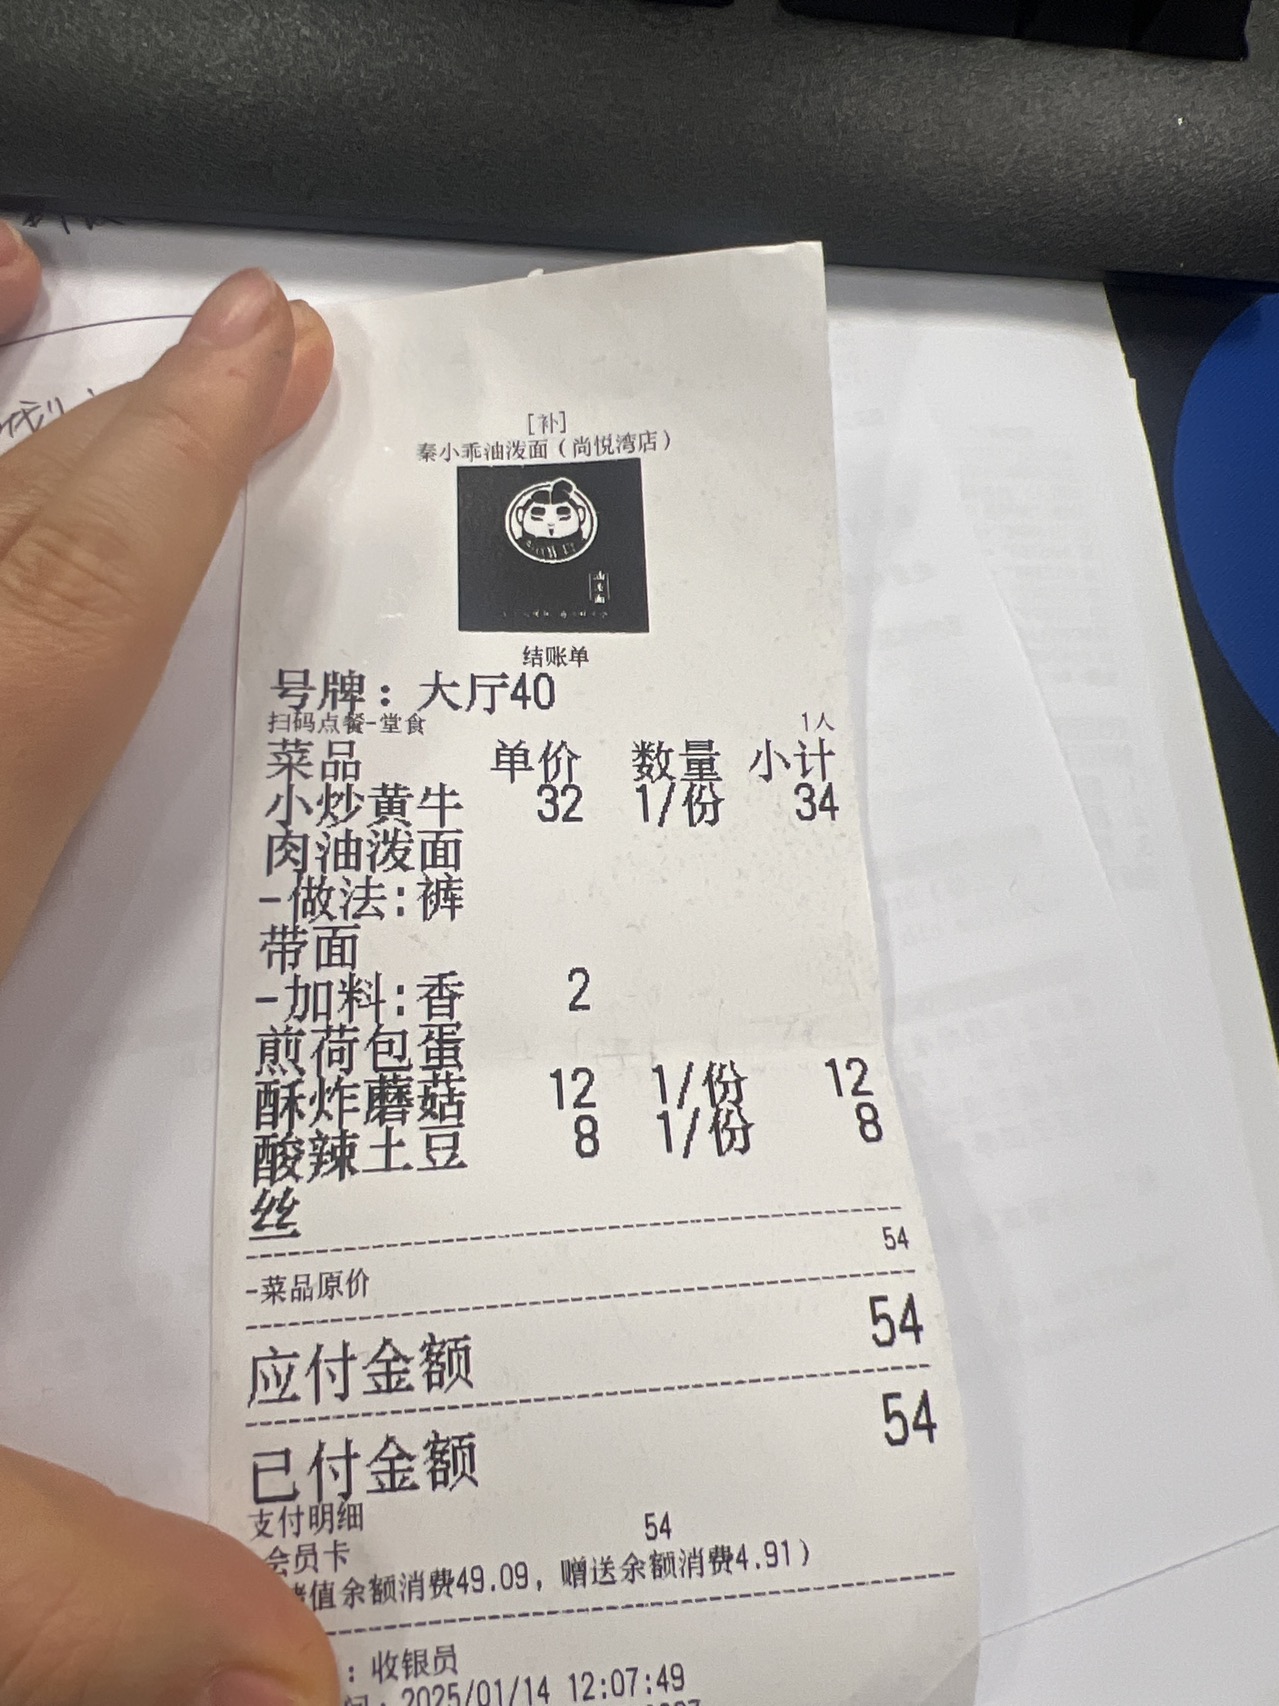 [补]
秦小乖油泼面（尚悦湾店）
结账单
号牌：大厅40
扫码点餐-堂食 1人
菜品 单价 数量 小计
小炒黄牛 32 1/份 34
肉油泼面
-做法:裤
带面
-加料:香 2
煎荷包蛋
酥炸蘑菇 12 1/份 12
酸辣土豆 8 1/份 8
丝
54
-菜品原价
应付金额 54
已付金额 54
支付明细
会员卡 54
值余额消费49.09，赠送余额消费4.91）
：收银员
：2025/01/14 12:07:49